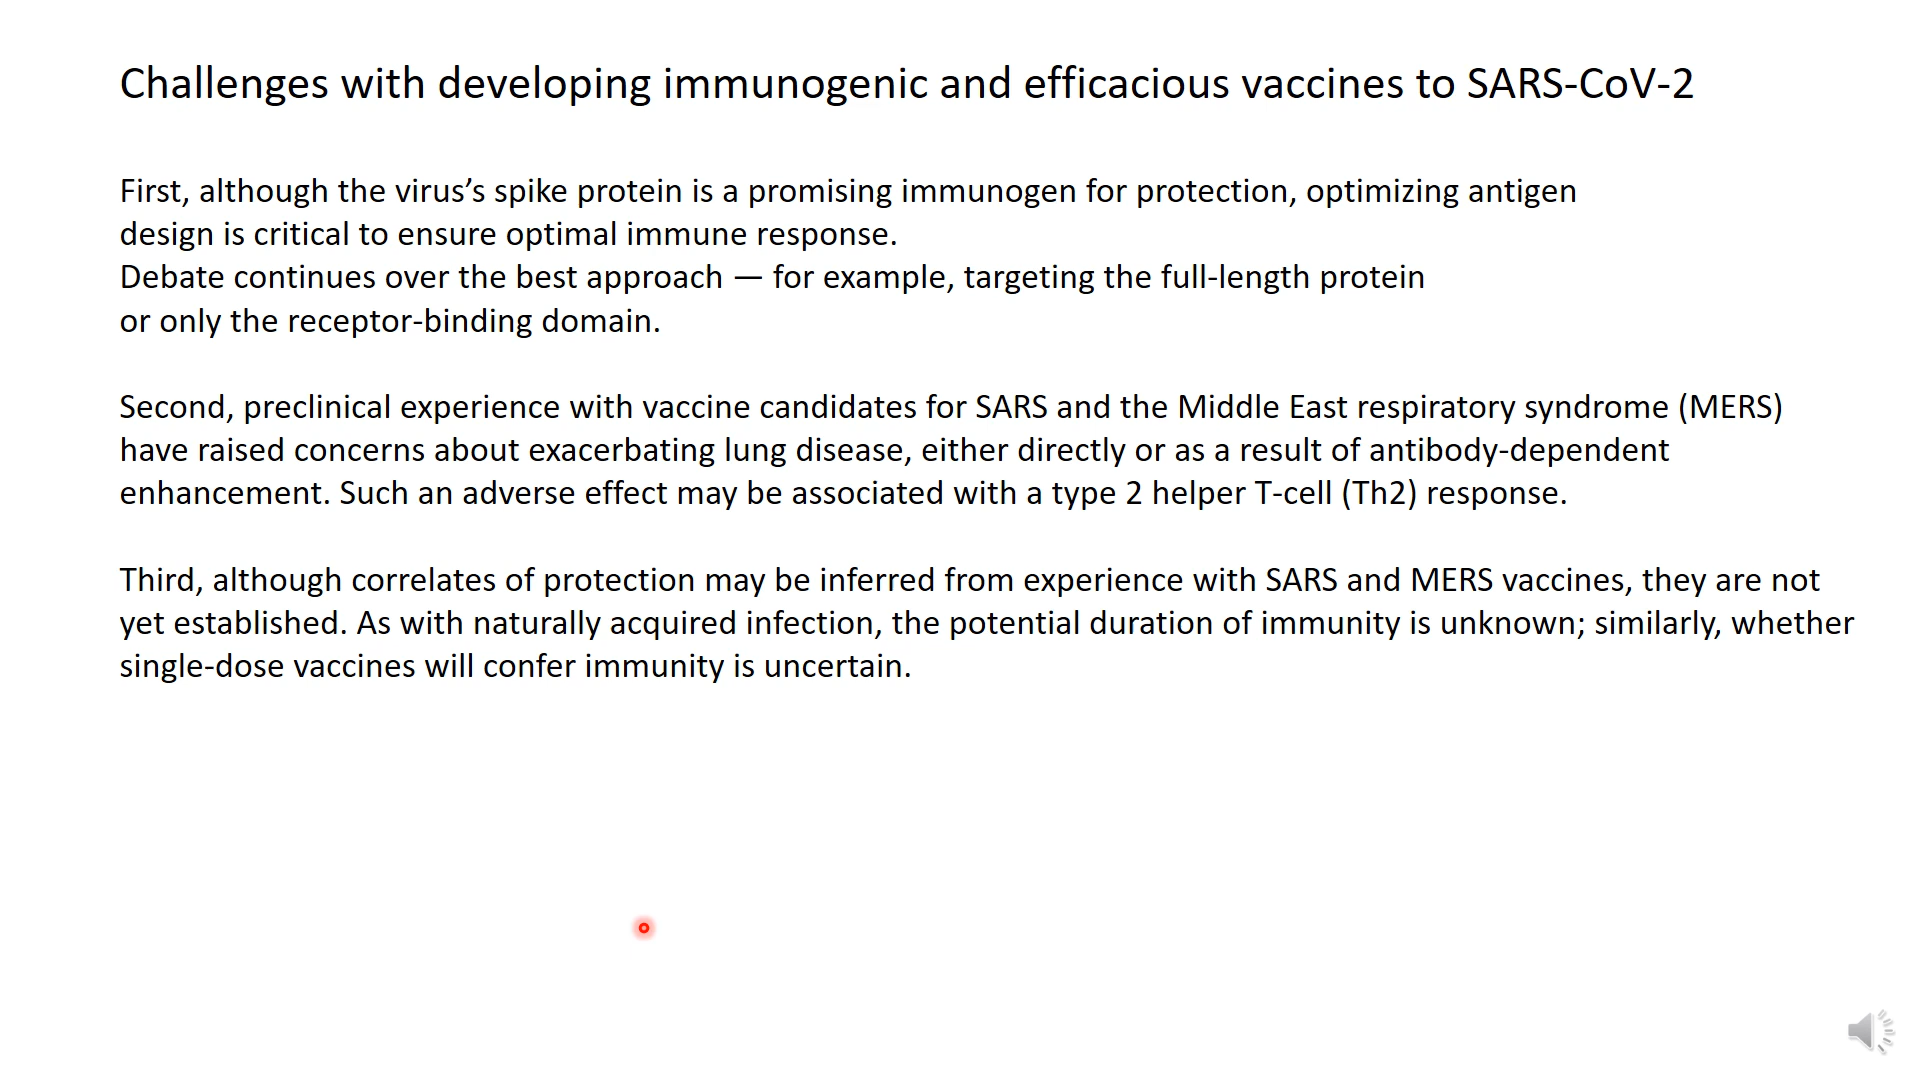 Challenges with developing immunogenic and efficacious vaccines to SARS-CoV-2
First, although the virus’s spike protein is a promising immunogen for protection, optimizing antigen
design is critical to ensure optimal immune response.
Debate continues over the best approach — for example, targeting the full-length protein
or only the receptor-binding domain.
Second, preclinical experience with vaccine candidates for SARS and the Middle East respiratory syndrome (MERS)
have raised concerns about exacerbating lung disease, either directly or as a result of antibody-dependent
enhancement. Such an adverse effect may be associated with a type 2 helper T-cell (Th2) response.
Third, although correlates of protection may be inferred from experience with SARS and MERS vaccines, they are not
yet established. As with naturally acquired infection, the potential duration of immunity is unknown; similarly, whether
single-dose vaccines will confer immunity is uncertain.